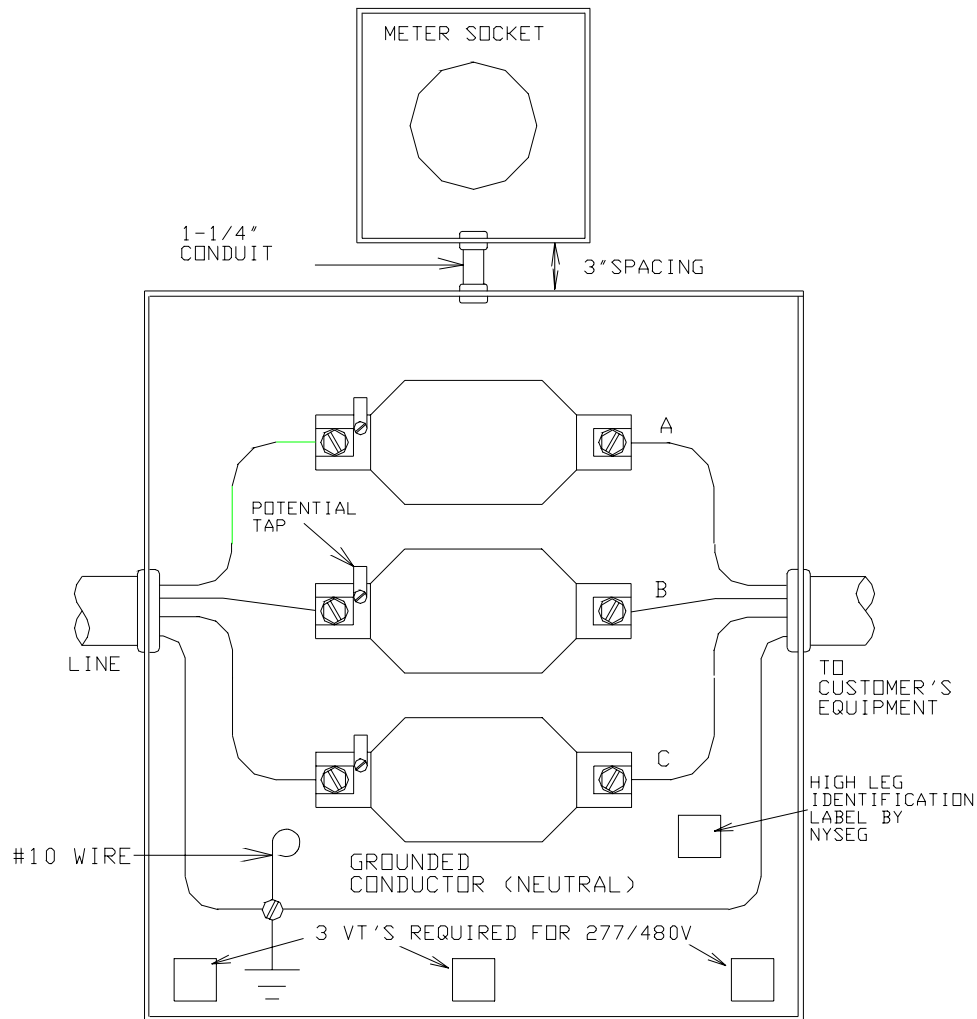 METER SOCKET
1-1/4"
CONDUIT
3"SPACING
A
POTENTIAL
TAP
B
LINE
TO
CUSTOMER'S
EQUIPMENT
C
HIGH LEG
IDENTIFICATION
LABEL BY
NYSEG
#10 WIRE
GROUNDED
CONDUCTOR (NEUTRAL)
3 VT'S REQUIRED FOR 277/480V